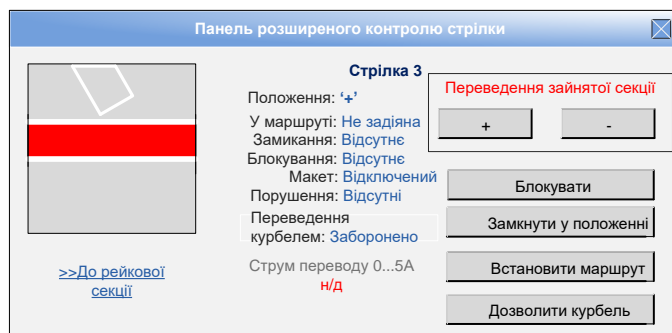 Панель розширеного контролю стрілки
Стрілка 3
Положення: ‘+’
У маршруті: Не задіяна
Замикання: Відсутнє
Блокування: Відсутнє
Макет: Відключений
Порушення: Відсутні
Переведення
курбелем: Заборонено
Струм переводу 0...5А
н/д
>>До рейкової
секції
Переведення зайнятої секції
+
-
Блокувати
Замкнути у положенні
Встановити маршрут
Дозволити курбель